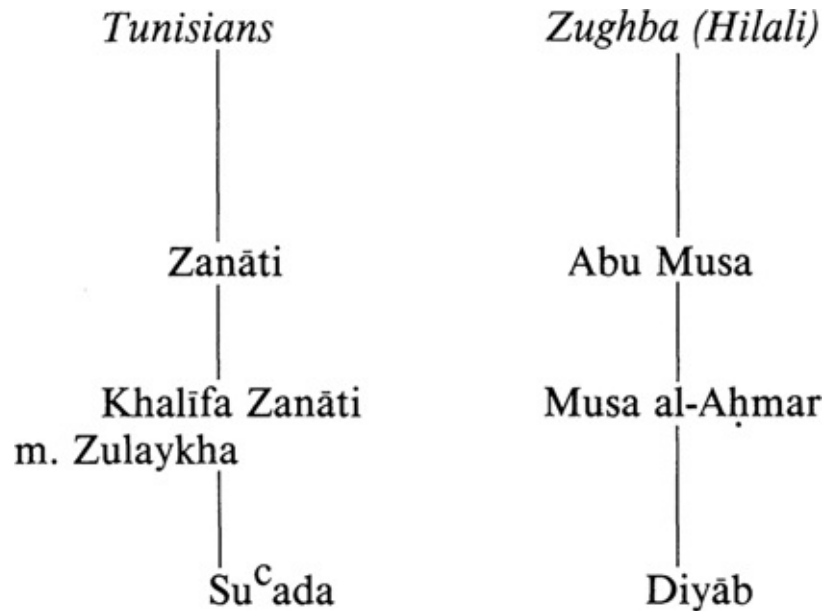 Tunisians
Zughba (Hilali)
Zanāti
Abu Musa
Khalīfa Zanāti
Musa al-Aḥmar
m. Zulaykha
Suᶜada
Diyāb